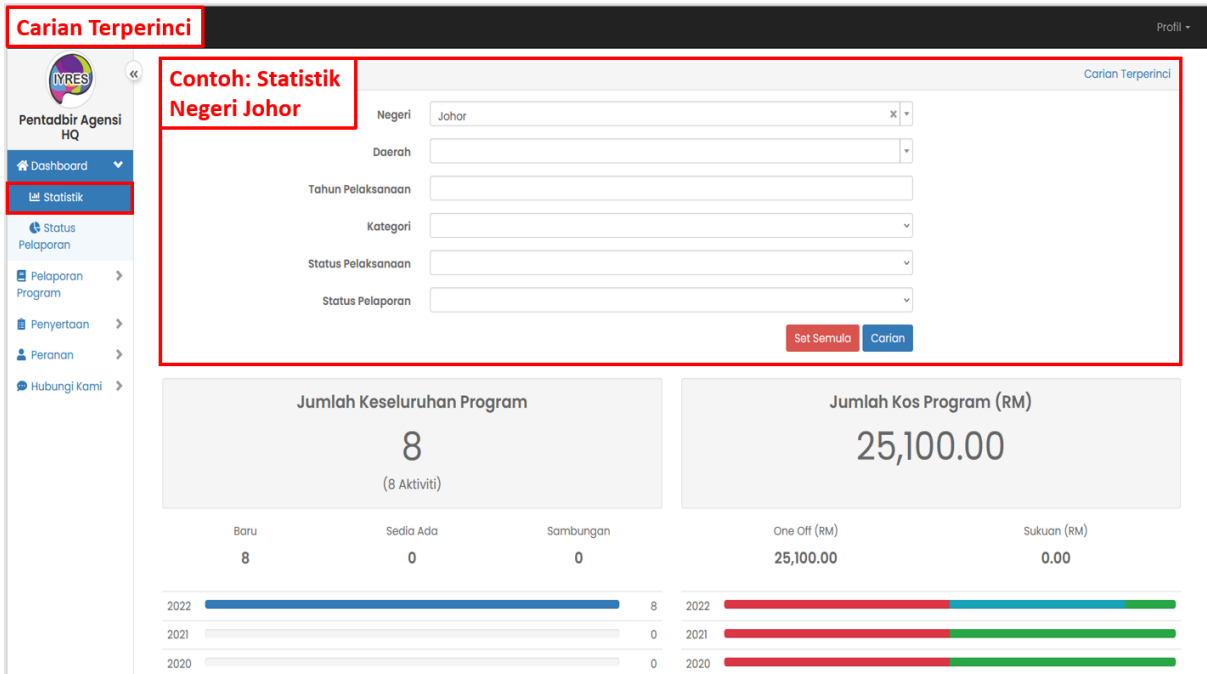 Carian Terperinci
Profil
IYRES
«
Pentadbir Agensi
HQ
Dashboard
Statistik
Status
Pelaporan
Pelaporan
Program
Penyertaan
Peranan
Hubungi Kami
Contoh: Statistik
Negeri Johor
Carian Terperinci
Negeri
Johor
x
Daerah
Tahun Pelaksanaan
Kategori
Status Pelaksanaan
Status Pelaporan
Set Semula
Carian
Jumlah Keseluruhan Program
8
(8 Aktiviti)
Jumlah Kos Program (RM)
25,100.00
Baru
Sedia Ada
Sambungan
8
0
0
One Off (RM)
Sukuan (RM)
25,100.00
0.00
2022
8
2021
0
2020
0
2022
2021
2020